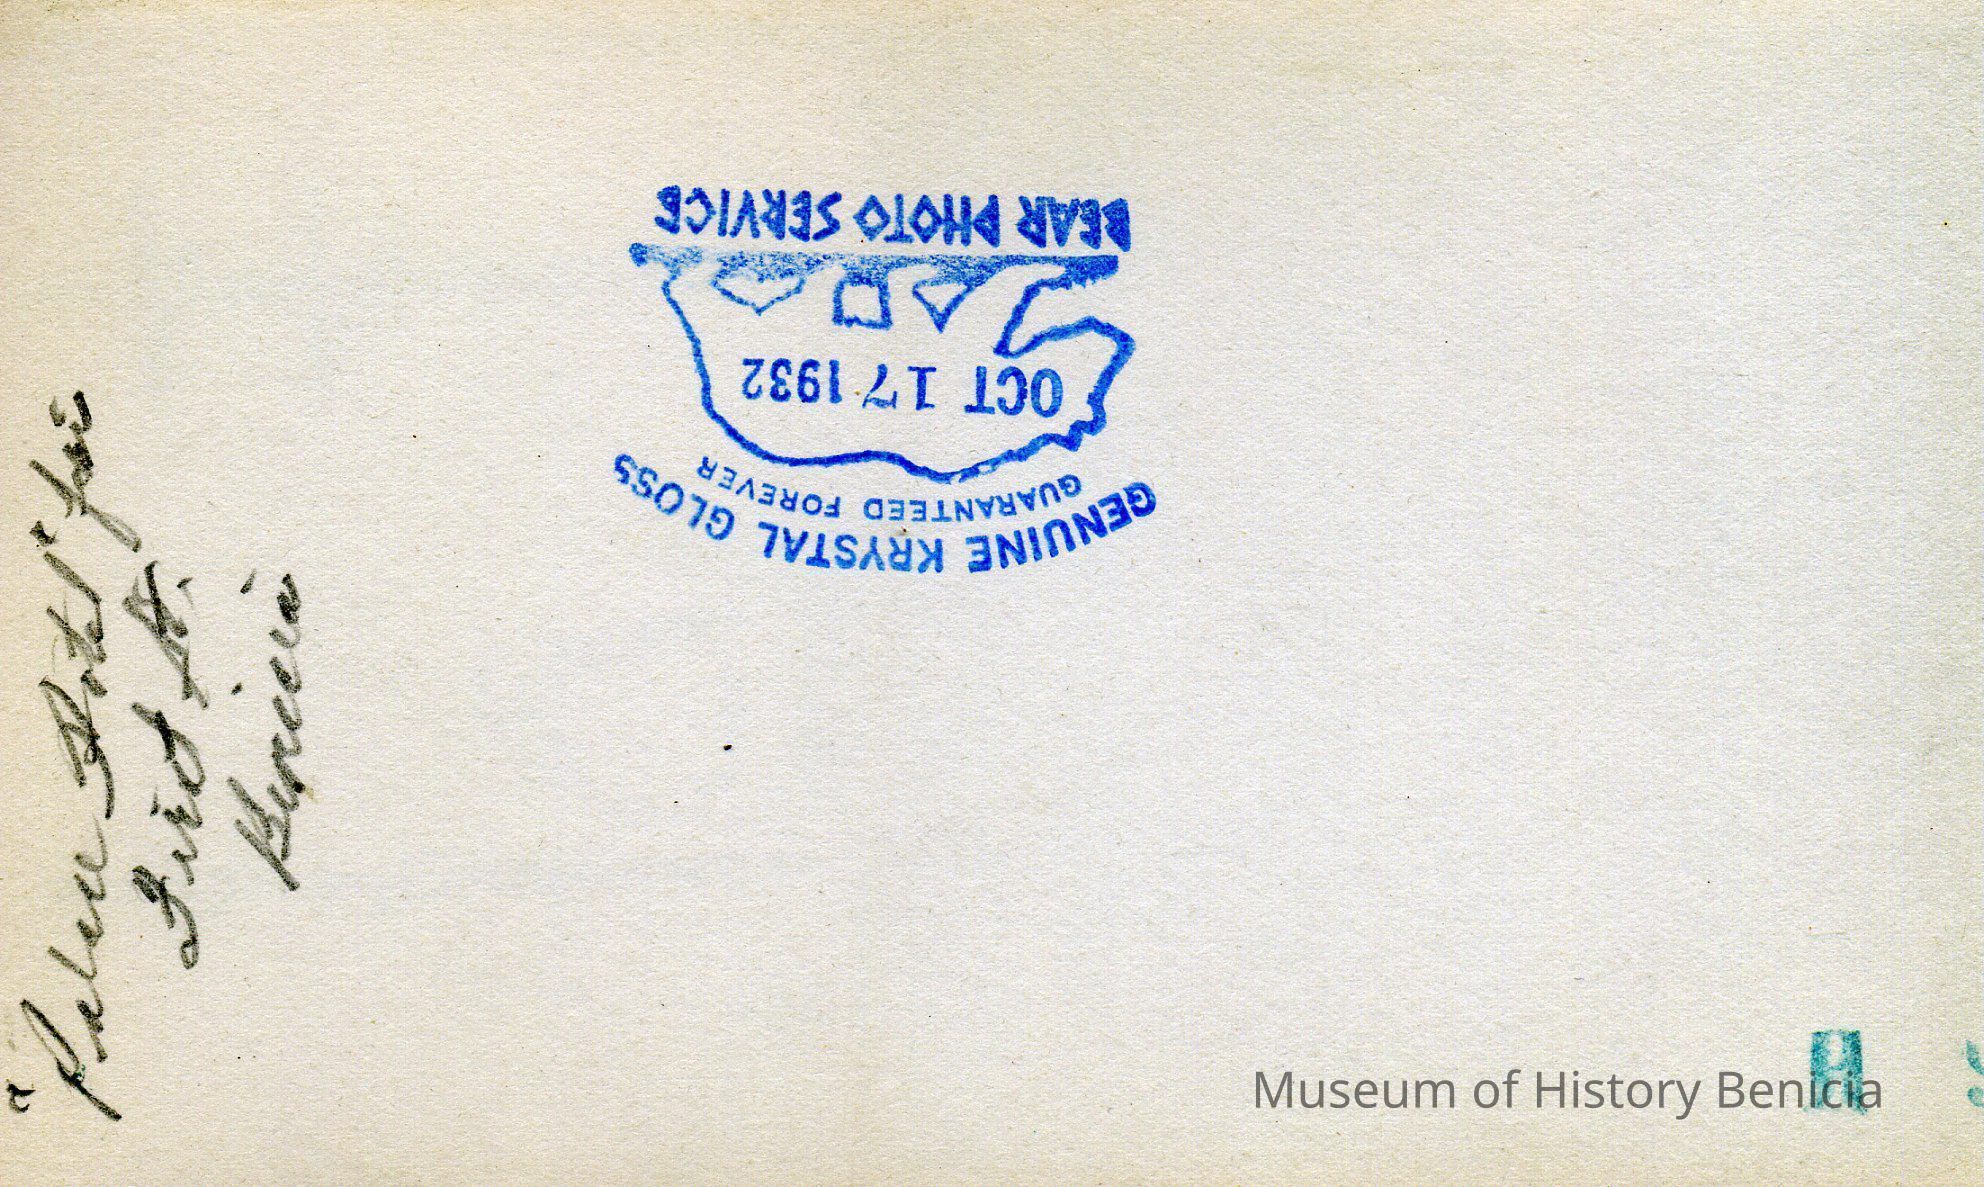 GENUINE KRYSTAL GLOSS
GUARANTEED FOREVER
OCT 17 1932
BEAR PHOTO SERVICE
"Palace Hotel"
First St.
Benicia
H
Museum of History Benicia